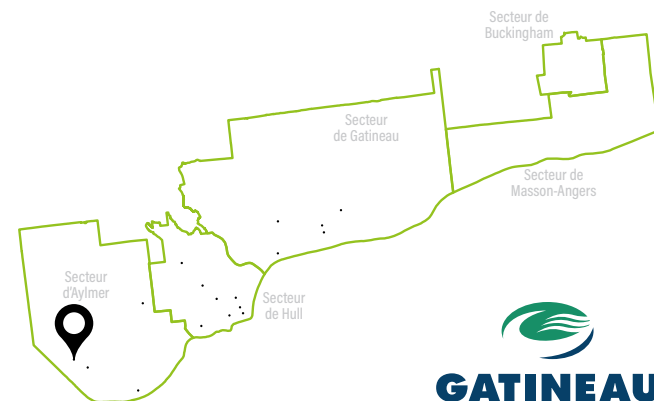 Secteur de
Buckingham
Secteur
de Gatineau
Secteur de
Masson-Angers
Secteur
d'Aylmer
Secteur
de Hull
GATINEAU